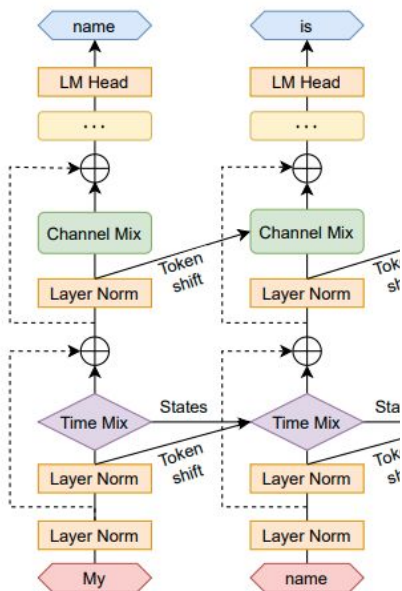 name
is
LM Head
LM Head
...
...
Channel Mix
Channel Mix
Token
shift
Token
Layer Norm
Layer Norm
States
Time Mix
Time Mix
Token
shift
Layer Norm
Layer Norm
Layer Norm
Layer Norm
My
name